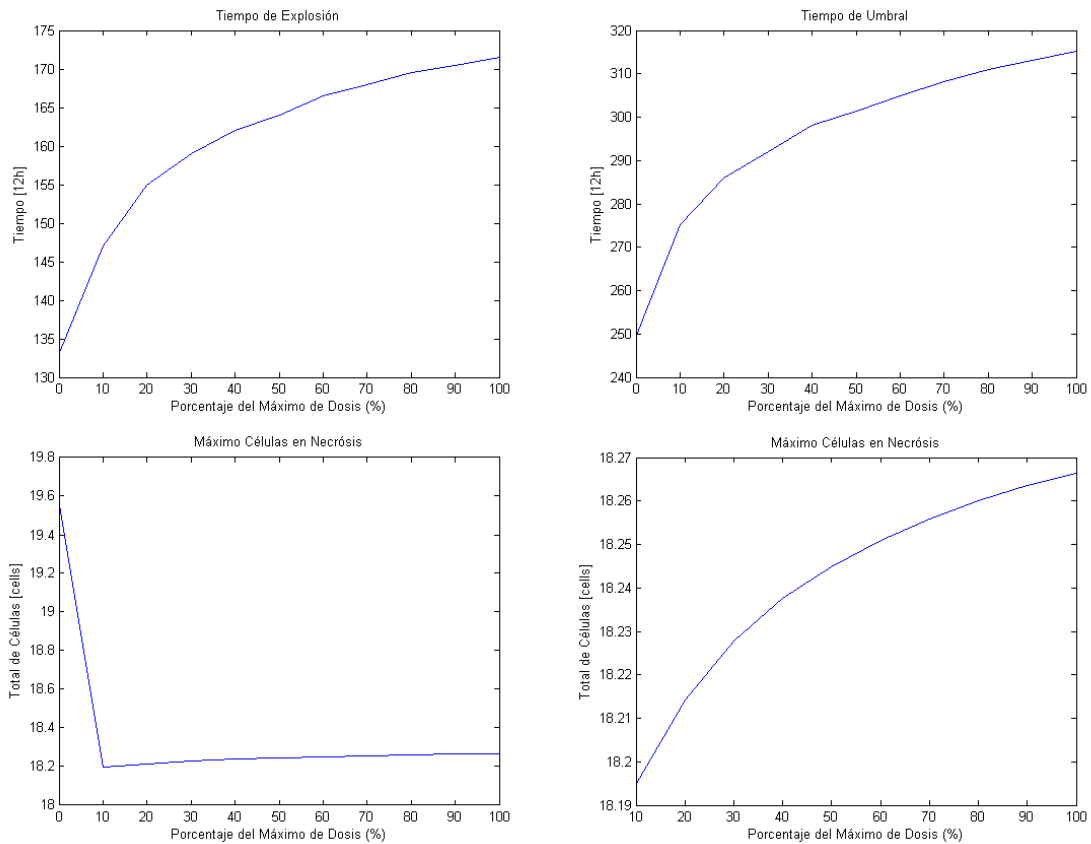 Tiempo de Explosión
175
170
165
160
155
150
145
140
135
130
Tiempo [12h]
0 10 20 30 40 50 60 70 80 90 100
Porcentaje del Máximo de Dosis (%)
Tiempo de Umbral
320
310
300
290
280
270
260
250
240
Tiempo [12h]
0 10 20 30 40 50 60 70 80 90 100
Porcentaje del Máximo de Dosis (%)
Máximo Células en Necrósis
19.8
19.6
19.4
19.2
19
18.8
18.6
18.4
18.2
18
Total de Células [cells]
0 10 20 30 40 50 60 70 80 90 100
Porcentaje del Máximo de Dosis (%)
Máximo Células en Necrósis
18.27
18.26
18.25
18.24
18.23
18.22
18.21
18.2
18.19
Total de Células [cells]
10 20 30 40 50 60 70 80 90 100
Porcentaje del Máximo de Dosis (%)